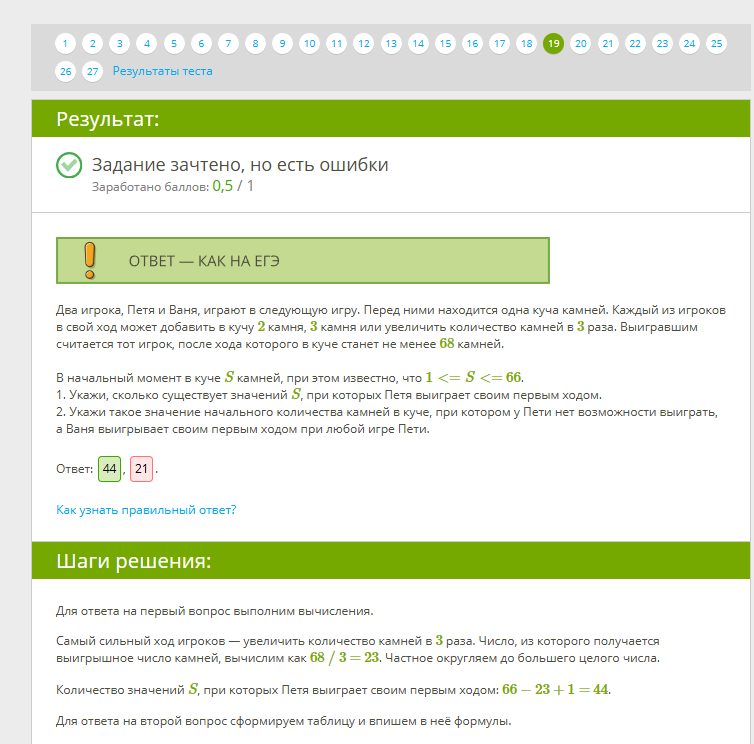 1 2 3 4 5 6 7 8 9 10 11 12 13 14 15 16 17 18 19 20 21 22 23 24 25
26 27 Результаты теста
Результат:
Задание зачтено, но есть ошибки
Заработано баллов: 0,5 / 1
ОТВЕТ — КАК НА ЕГЭ
Два игрока, Петя и Ваня, играют в следующую игру. Перед ними находится одна куча камней. Каждый из игроков
в свой ход может добавить в кучу 2 камня, 3 камня или увеличить количество камней в 3 раза. Выигравшим
считается тот игрок, после хода которого в куче станет не менее 68 камней.
В начальный момент в куче S камней, при этом известно, что 1 <= S <= 66.
1. Укажи, сколько существует значений S, при которых Петя выиграет своим первым ходом.
2. Укажи такое значение начального количества камней в куче, при котором у Пети нет возможности выиграть,
а Ваня выигрывает своим первым ходом при любой игре Пети.
Ответ: 44, 21.
Как узнать правильный ответ?
Шаги решения:
Для ответа на первый вопрос выполним вычисления.
Самый сильный ход игроков — увеличить количество камней в 3 раза. Число, из которого получается
выигрышное число камней, вычислим как 68 / 3 = 23. Частное округляем до большего целого числа.
Количество значений S, при которых Петя выиграет своим первым ходом: 66 − 23 + 1 = 44.
Для ответа на второй вопрос сформируем таблицу и впишем в неё формулы.